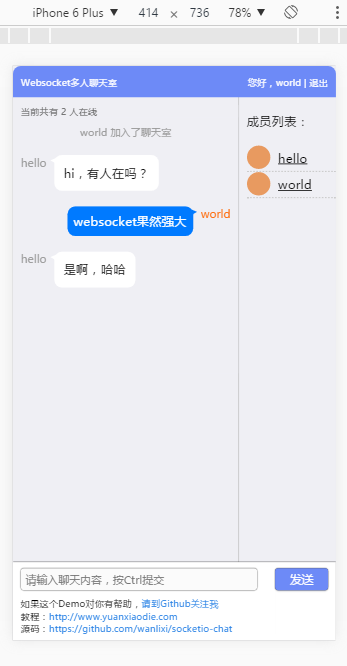 iPhone 6 Plus ▼ 414 × 736 78% ▼
Websocket多人聊天室 您好，world | 退出
当前共有 2 人在线
world 加入了聊天室
hello
hi，有人在吗？
websocket果然强大
world
hello
是啊，哈哈
成员列表：
hello
world
请输入聊天内容，按Ctrl提交
发送
如果这个Demo对你有帮助，请到Github关注我
教程：http://www.yuanxiaodie.com
源码：https://github.com/wanlixi/socketio-chat